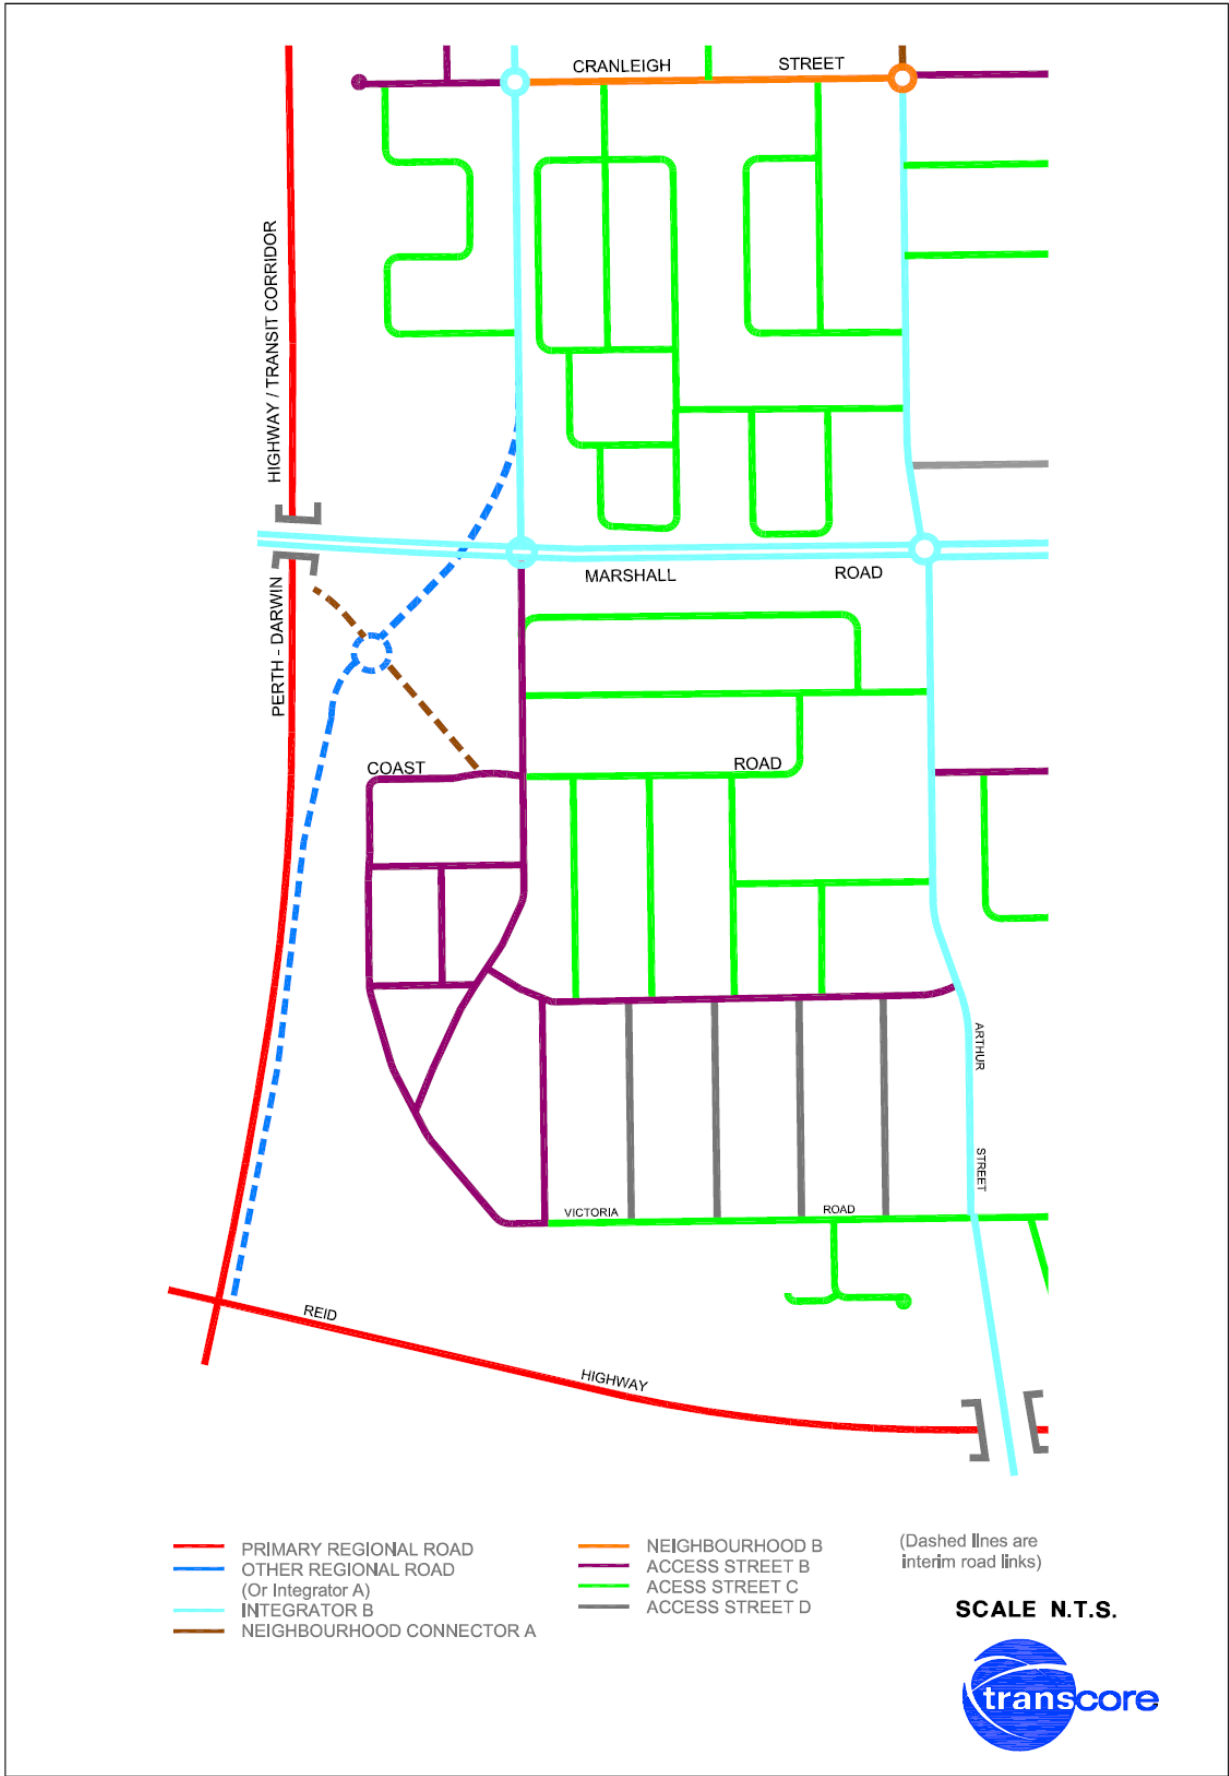 CRANLEIGH STREET
HIGHWAY / TRANSIT CORRIDOR
PERTH - DARWIN
MARSHALL ROAD
COAST ROAD
ARTHUR
STREET
VICTORIA ROAD
REID
HIGHWAY
PRIMARY REGIONAL ROAD
OTHER REGIONAL ROAD
(Or Integrator A)
INTEGRATOR B
NEIGHBOURHOOD CONNECTOR A
NEIGHBOURHOOD B
ACCESS STREET B
ACESS STREET C
ACCESS STREET D
(Dashed lines are
interim road links)
SCALE N.T.S.
transcore